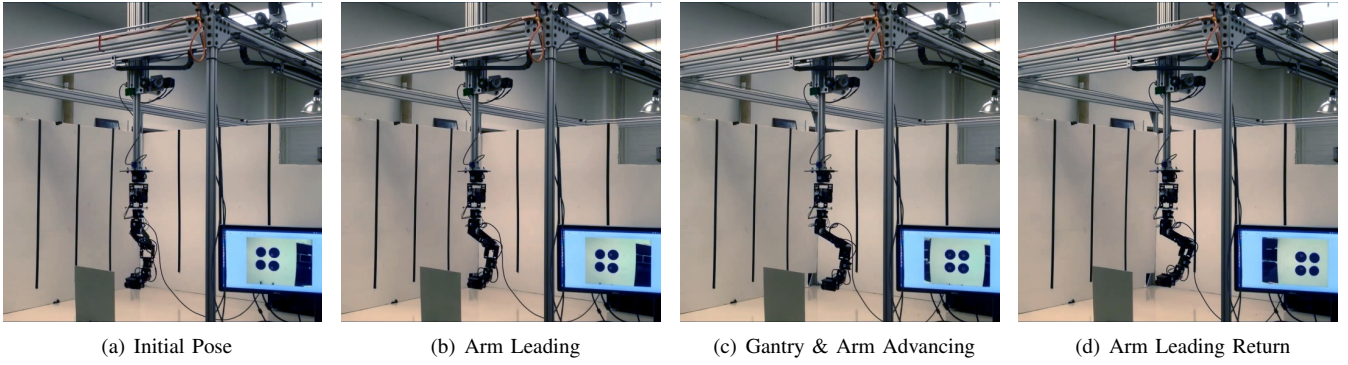 (a) Initial Pose
(b) Arm Leading
(c) Gantry & Arm Advancing
(d) Arm Leading Return